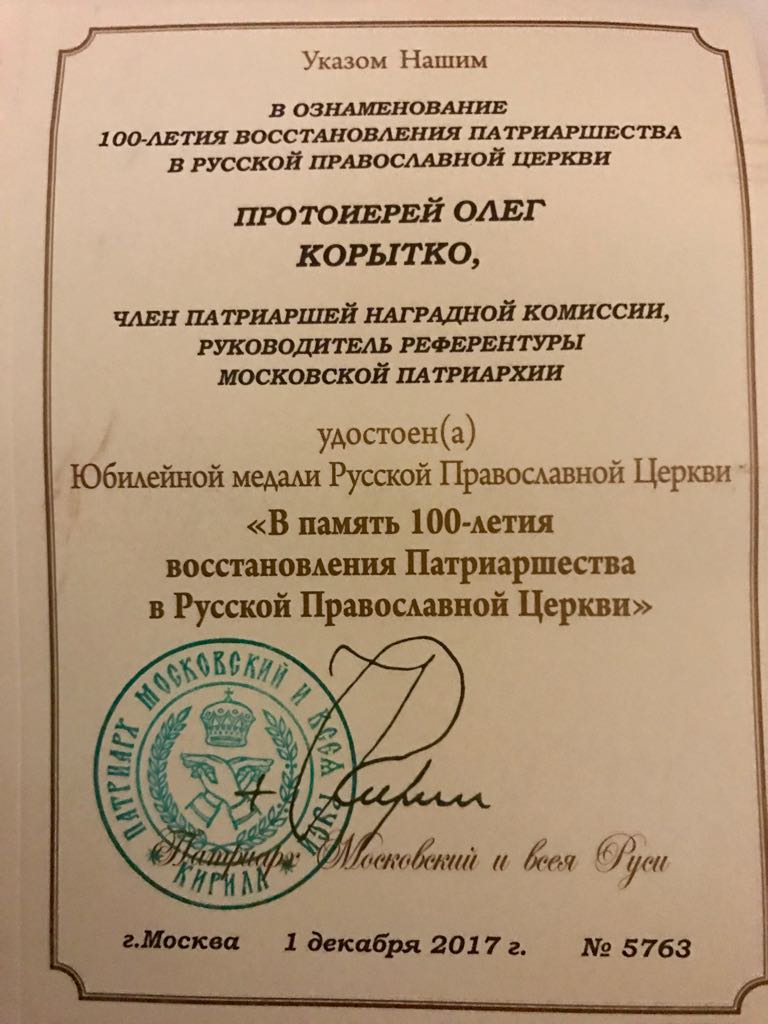 Указом Нашим
В ОЗНАМЕНОВАНИЕ
100-ЛЕТИЯ ВОССТАНОВЛЕНИЯ ПАТРИАРШЕСТВА
В РУССКОЙ ПРАВОСЛАВНОЙ ЦЕРКВИ
ПРОТОИЕРЕЙ ОЛЕГ
КОРЫТКО,
ЧЛЕН ПАТРИАРШЕЙ НАГРАДНОЙ КОМИССИИ,
РУКОВОДИТЕЛЬ РЕФЕРЕНТУРЫ
МОСКОВСКОЙ ПАТРИАРХИИ
удостоен(а)
Юбилейной медали Русской Православной Церкви
«В память 100-летия
восстановления Патриаршества
в Русской Православной Церкви»
ПАТРИАРХ МОСКОВСКИЙ И ВСЕЯ РУСИ
КИРИЛЛ
+ Кирилл
Патриарх Московский и всея Руси
г.Москва 1 декабря 2017 г. № 5763